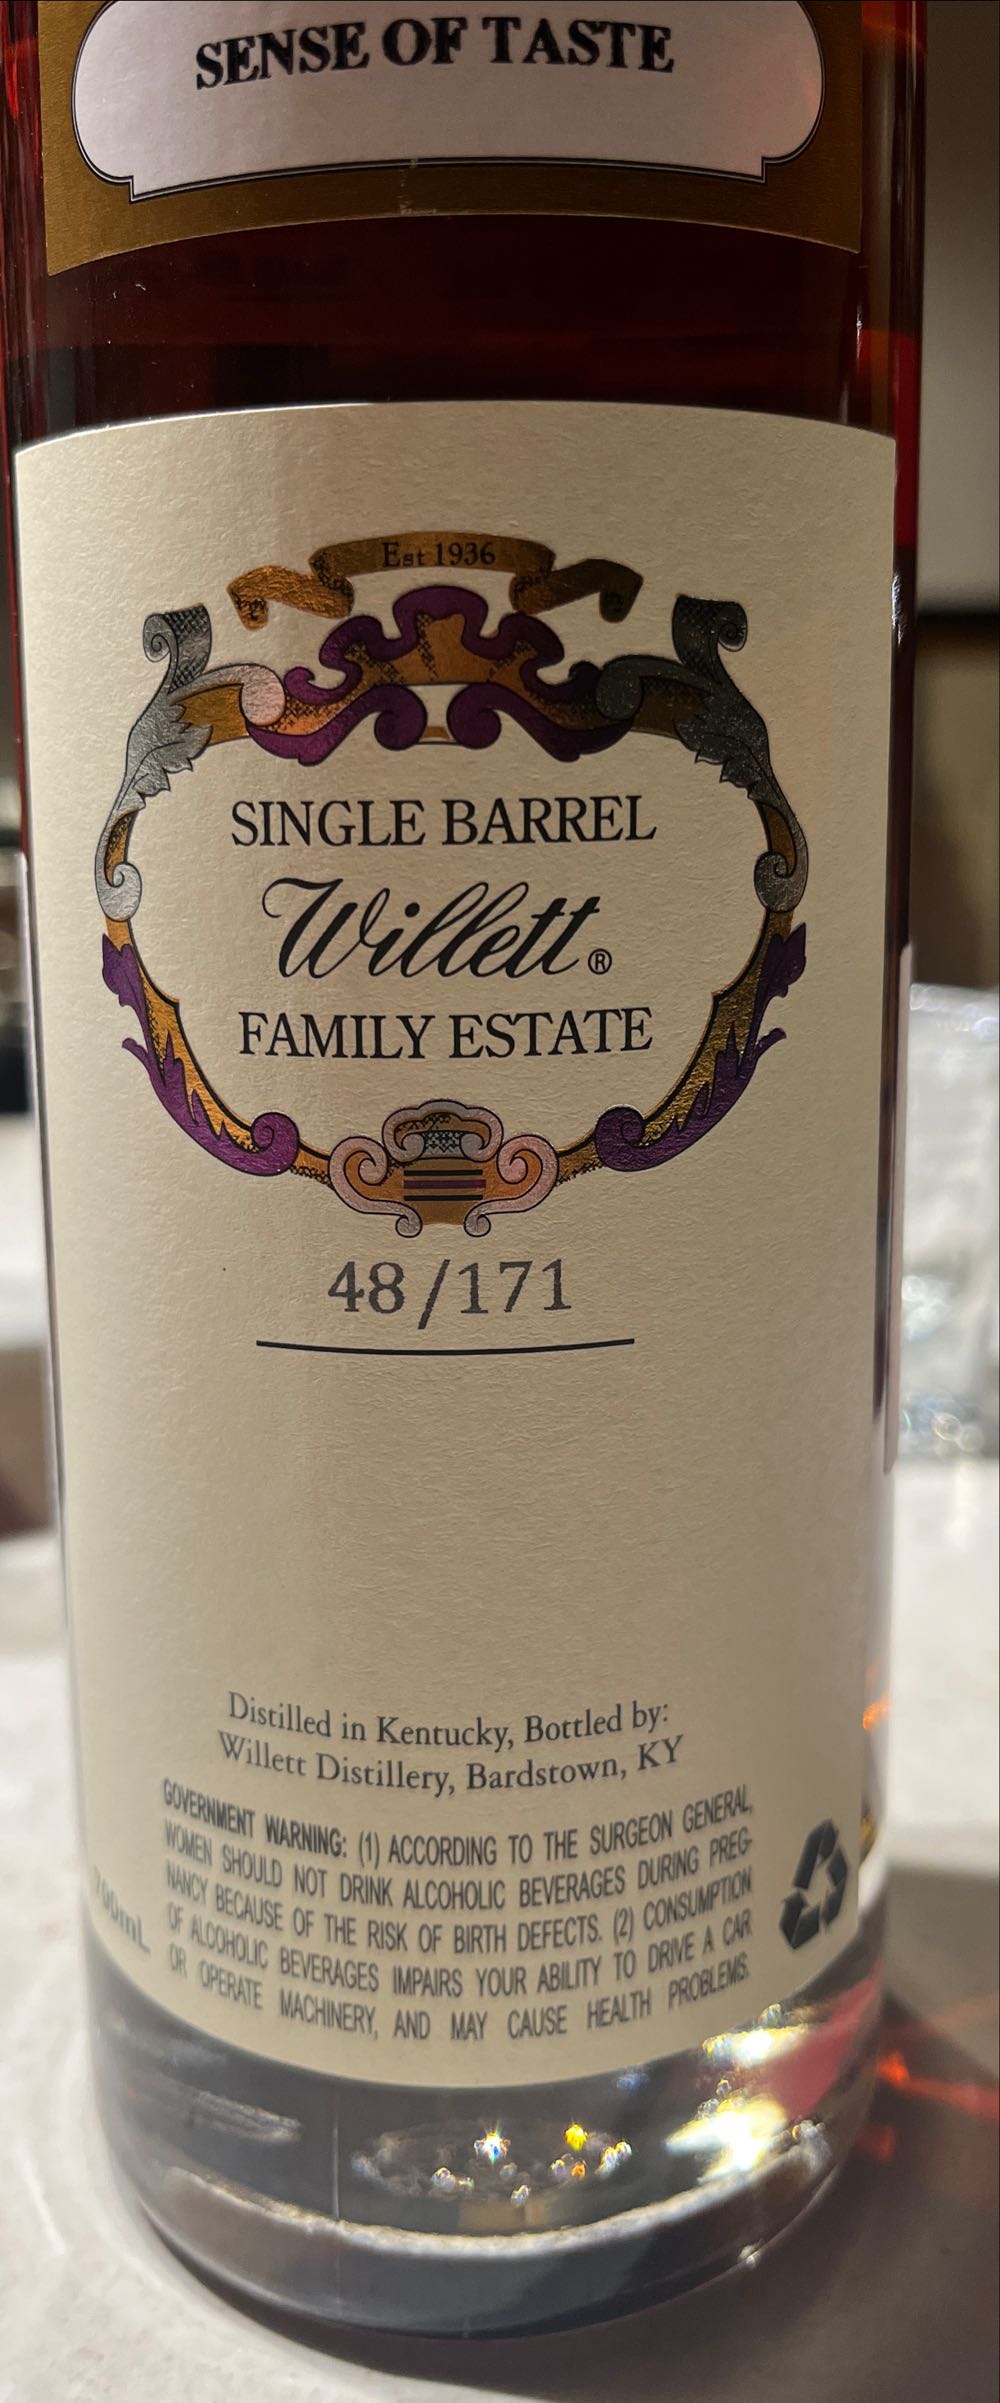 SENSE OF TASTE
Est 1936
SINGLE BARREL
Willett®
FAMILY ESTATE
48/171
Distilled in Kentucky, Bottled by:
Willett Distillery, Bardstown, KY
GOVERNMENT WARNING: (1) ACCORDING TO THE SURGEON GENERAL,
WOMEN SHOULD NOT DRINK ALCOHOLIC BEVERAGES DURING PREG-
NANCY BECAUSE OF THE RISK OF BIRTH DEFECTS. (2) CONSUMPTION
OF ALCOHOLIC BEVERAGES IMPAIRS YOUR ABILITY TO DRIVE A CAR
OR OPERATE MACHINERY, AND MAY CAUSE HEALTH PROBLEMS.
700mL